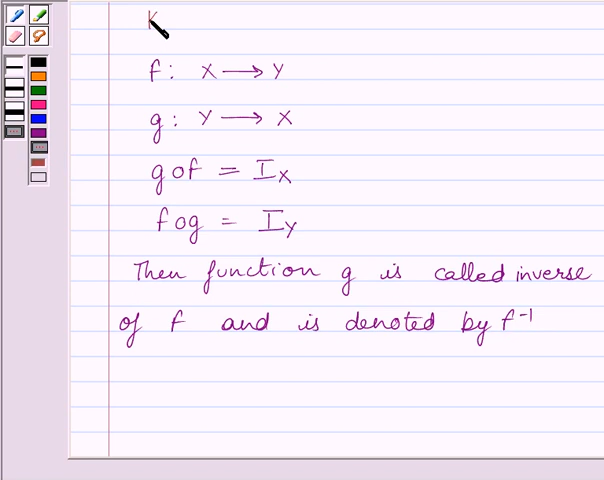 K
f : X → Y
g : Y → X
gof = I_X
fog = I_Y
Then function g is called inverse
of f and is denoted by f⁻¹